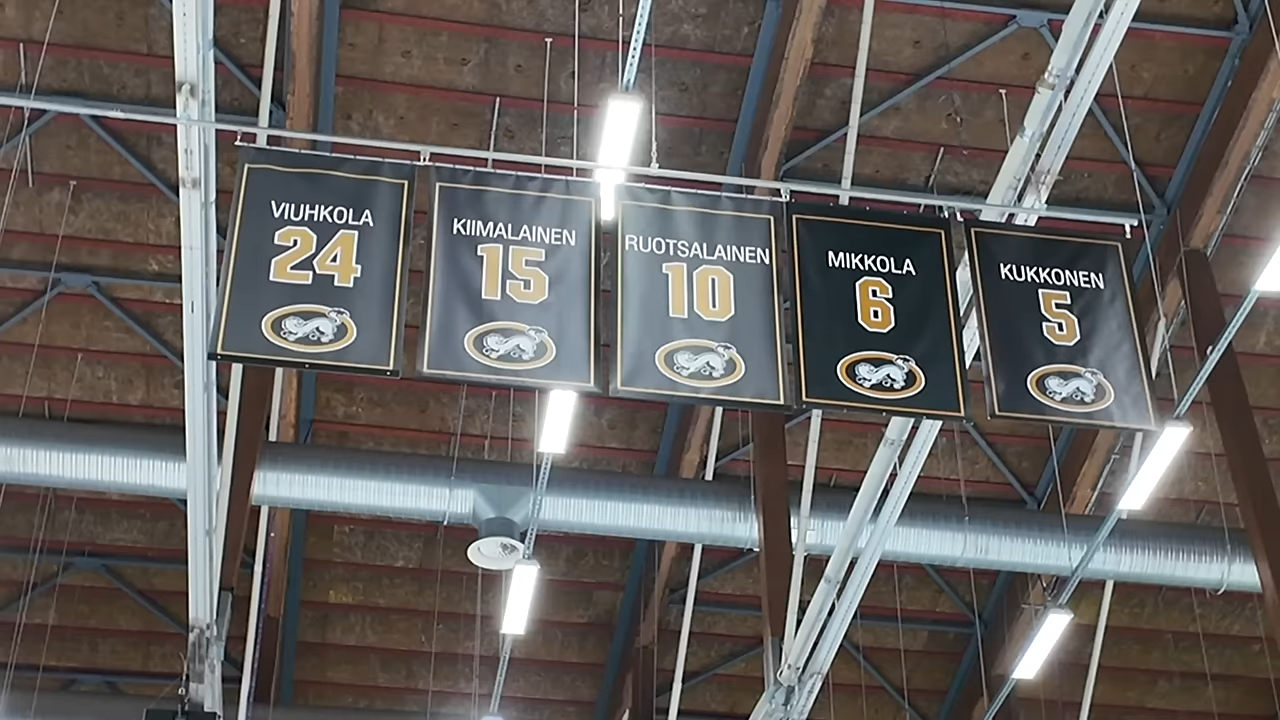 VIUHKOLA
24
KIIMALAINEN
15
RUOTSALAINEN
10
MIKKOLA
6
KUKKONEN
5